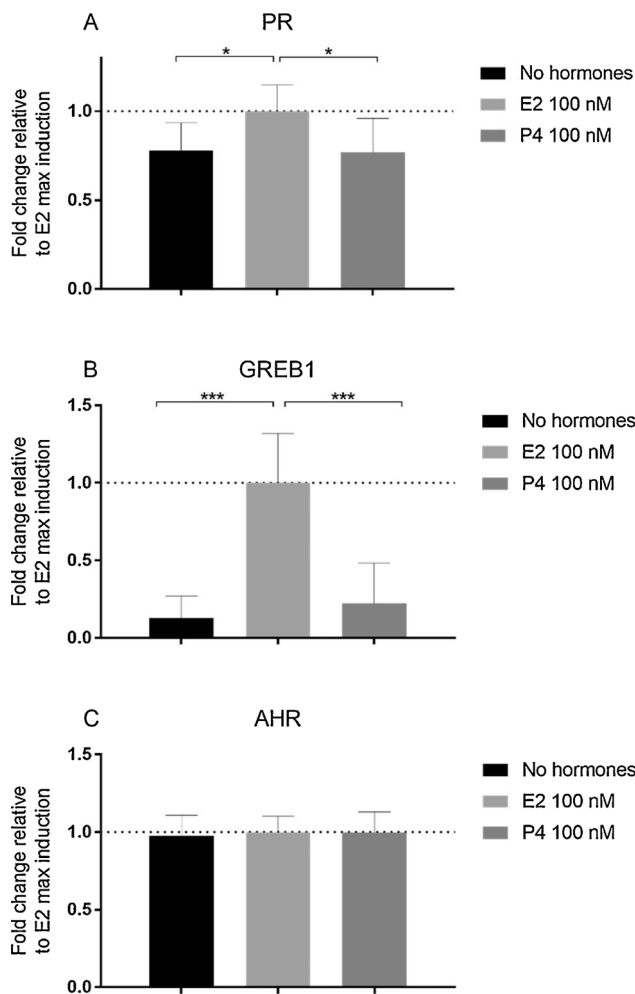 A
PR
Fold change relative
to E2 max induction
1.0
0.5
0.0
*
*
No hormones
E2 100 nM
P4 100 nM
B
GREB1
Fold change relative
to E2 max induction
1.5
1.0
0.5
0.0
***
***
No hormones
E2 100 nM
P4 100 nM
C
AHR
Fold change relative
to E2 max induction
1.5
1.0
0.5
0.0
No hormones
E2 100 nM
P4 100 nM